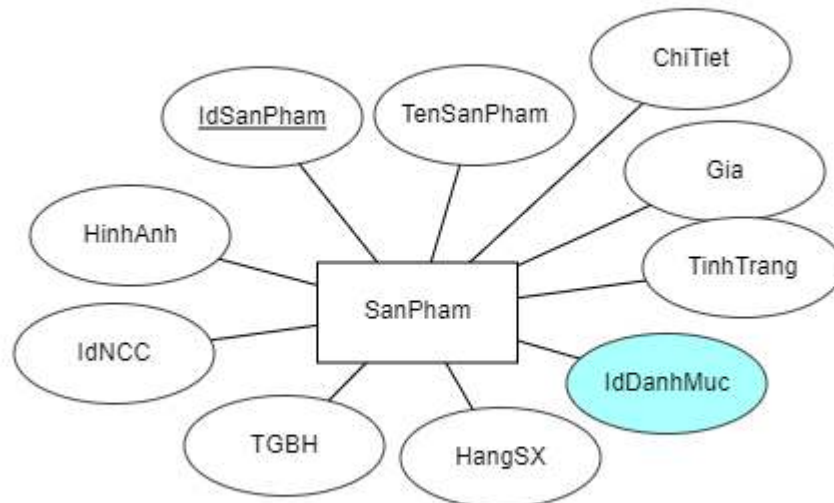 ChiTiet
IdSanPham
TenSanPham
Gia
HinhAnh
TinhTrang
SanPham
IdNCC
IdDanhMuc
TGBH
HangSX